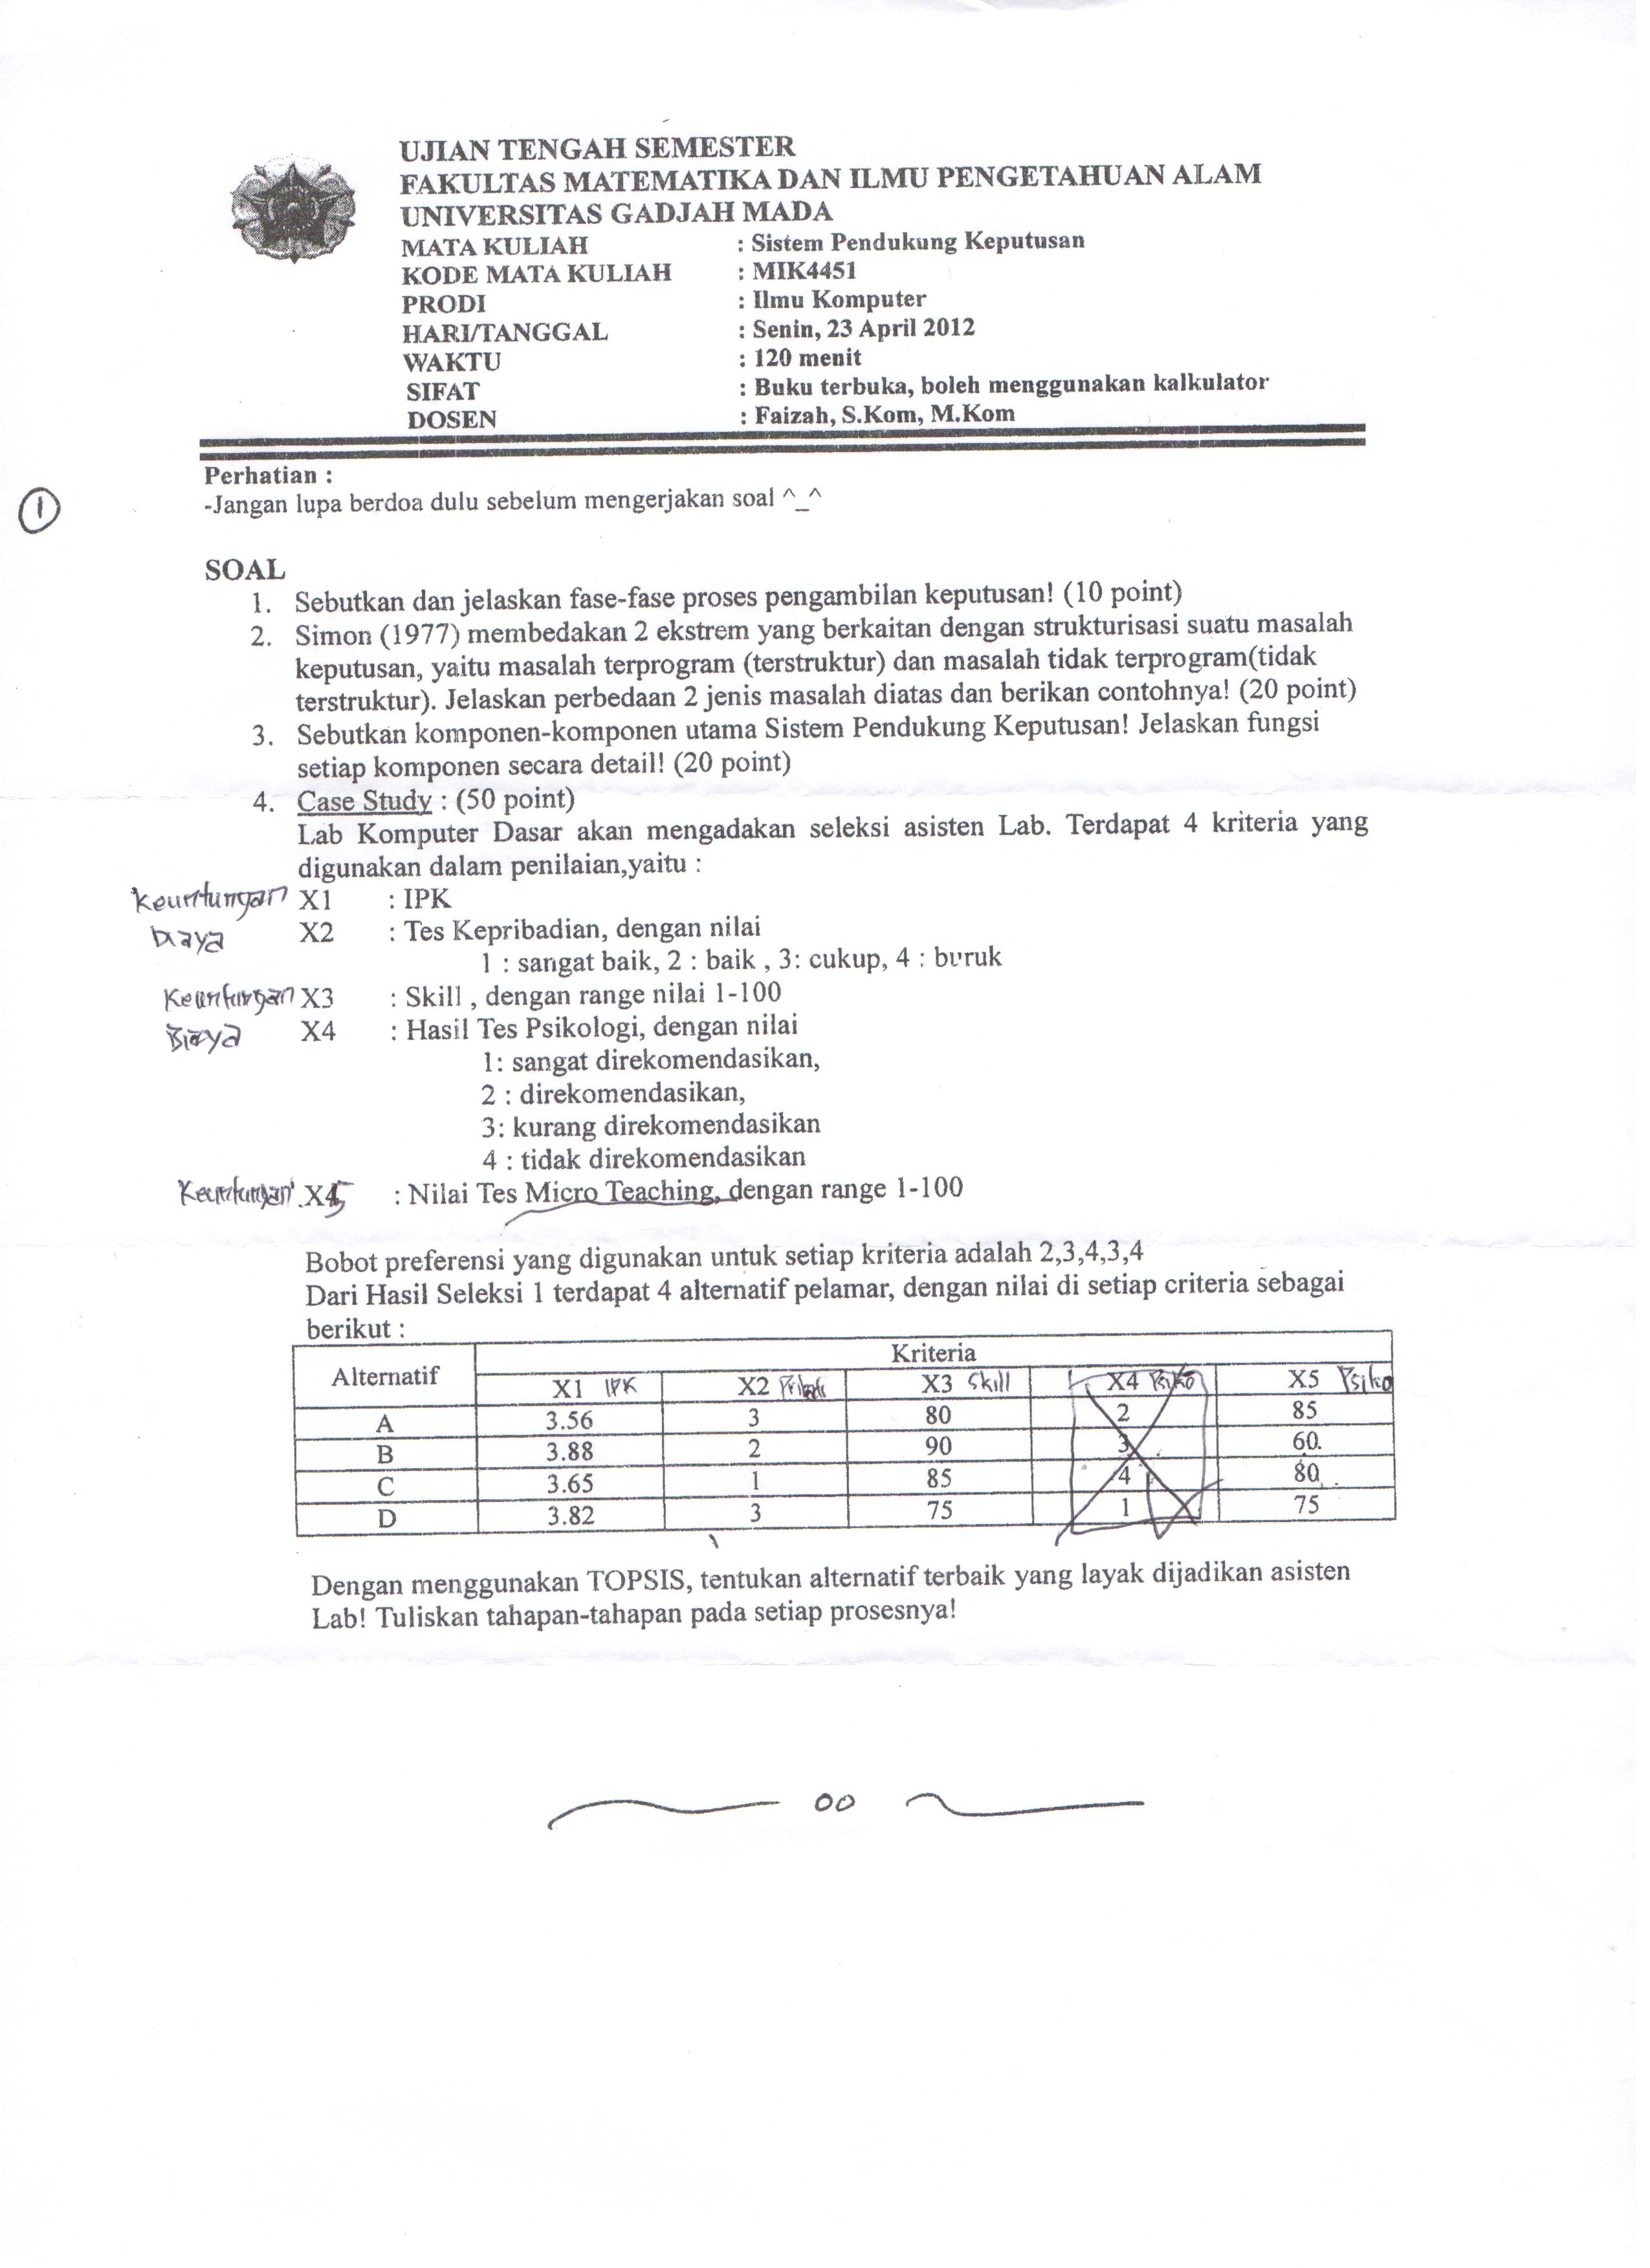 UJIAN TENGAH SEMESTER
FAKULTAS MATEMATIKA DAN ILMU PENGETAHUAN ALAM
UNIVERSITAS GADJAH MADA
MATA KULIAH : Sistem Pendukung Keputusan
KODE MATA KULIAH : MIK4451
PRODI : Ilmu Komputer
HARI/TANGGAL : Senin, 23 April 2012
WAKTU : 120 menit
SIFAT : Buku terbuka, boleh menggunakan kalkulator
DOSEN : Faizah, S.Kom, M.Kom
Perhatian :
-Jangan lupa berdoa dulu sebelum mengerjakan soal ^_^
1
SOAL
1. Sebutkan dan jelaskan fase-fase proses pengambilan keputusan! (10 point)
2. Simon (1977) membedakan 2 ekstrem yang berkaitan dengan strukturisasi suatu masalah
keputusan, yaitu masalah terprogram (terstruktur) dan masalah tidak terprogram(tidak
terstruktur). Jelaskan perbedaan 2 jenis masalah diatas dan berikan contohnya! (20 point)
3. Sebutkan komponen-komponen utama Sistem Pendukung Keputusan! Jelaskan fungsi
setiap komponen secara detail! (20 point)
4. Case Study : (50 point)
Lab Komputer Dasar akan mengadakan seleksi asisten Lab. Terdapat 4 kriteria yang
digunakan dalam penilaian,yaitu :
Keuntungan X1 : IPK
biaya X2 : Tes Kepribadian, dengan nilai
1 : sangat baik, 2 : baik , 3: cukup, 4 : buruk
Keuntungan X3 : Skill , dengan range nilai 1-100
Biaya X4 : Hasil Tes Psikologi, dengan nilai
1: sangat direkomendasikan,
2 : direkomendasikan,
3: kurang direkomendasikan
4 : tidak direkomendasikan
Keuntungan X5 : Nilai Tes Micro Teaching, dengan range 1-100
Bobot preferensi yang digunakan untuk setiap kriteria adalah 2,3,4,3,4
Dari Hasil Seleksi 1 terdapat 4 alternatif pelamar, dengan nilai di setiap criteria sebagai
berikut :
Alternatif Kriteria
X1 IPK X2 X3 Skill X4 Psiko X5 Psiko
A 3.56 3 80 2 85
B 3.88 2 90 3 60
C 3.65 1 85 4 80
D 3.82 3 75 1 75
Dengan menggunakan TOPSIS, tentukan alternatif terbaik yang layak dijadikan asisten
Lab! Tuliskan tahapan-tahapan pada setiap prosesnya!
00